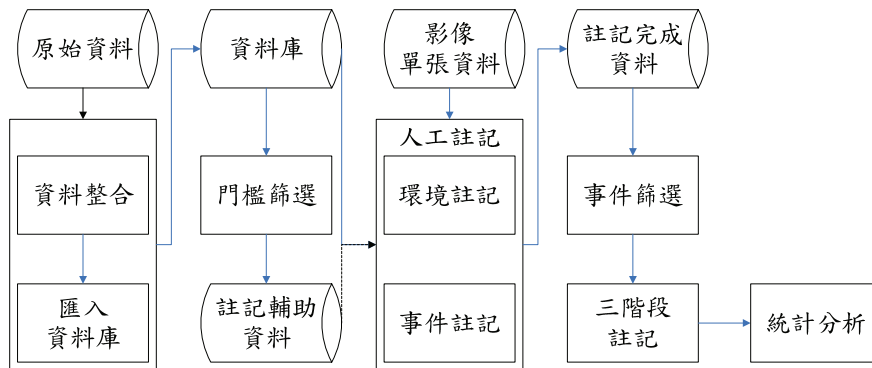 原始資料
資料整合
匯入
資料庫
資料庫
門檻篩選
註記輔助
資料
影像
單張資料
人工註記
環境註記
事件註記
註記完成
資料
事件篩選
三階段
註記
統計分析